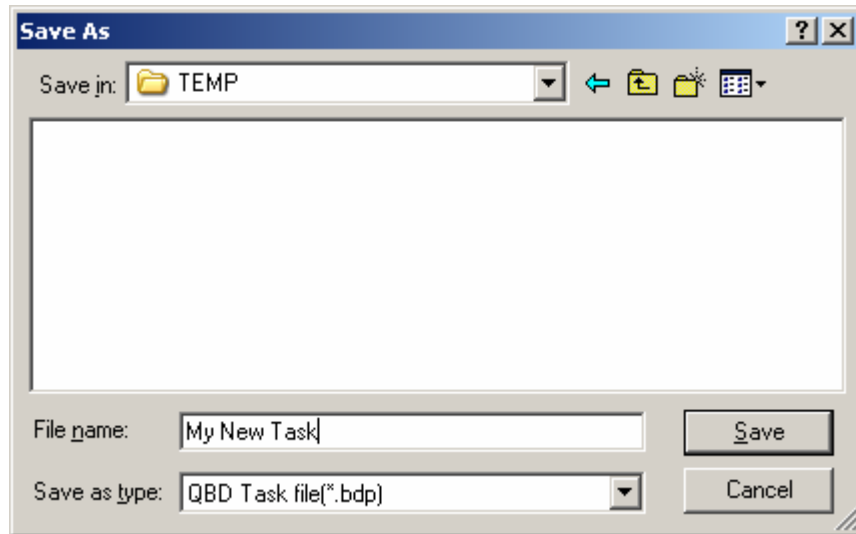 Save As
Save in: TEMP
File name: My New Task
Save
Save as type: QBD Task file(*.bdp)
Cancel